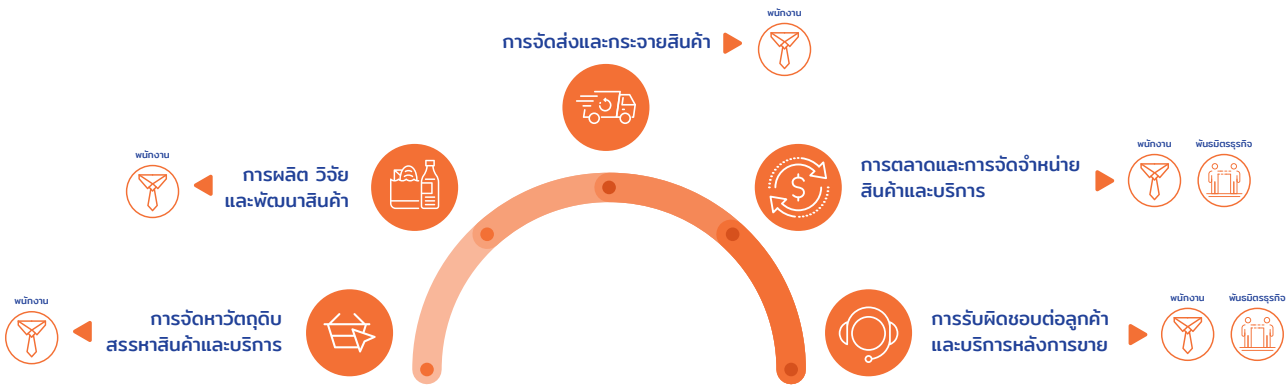 พนักงาน
การจัดส่งและกระจายสินค้า
พนักงาน
การผลิต วิจัย
และพัฒนาสินค้า
การตลาดและการจัดจำหน่าย
สินค้าและบริการ
พนักงาน
พันธมิตรธุรกิจ
พนักงาน
การจัดหาวัตถุดิบ
สรรหาสินค้าและบริการ
การรับผิดชอบต่อลูกค้า
และบริการหลังการขาย
พนักงาน
พันธมิตรธุรกิจ